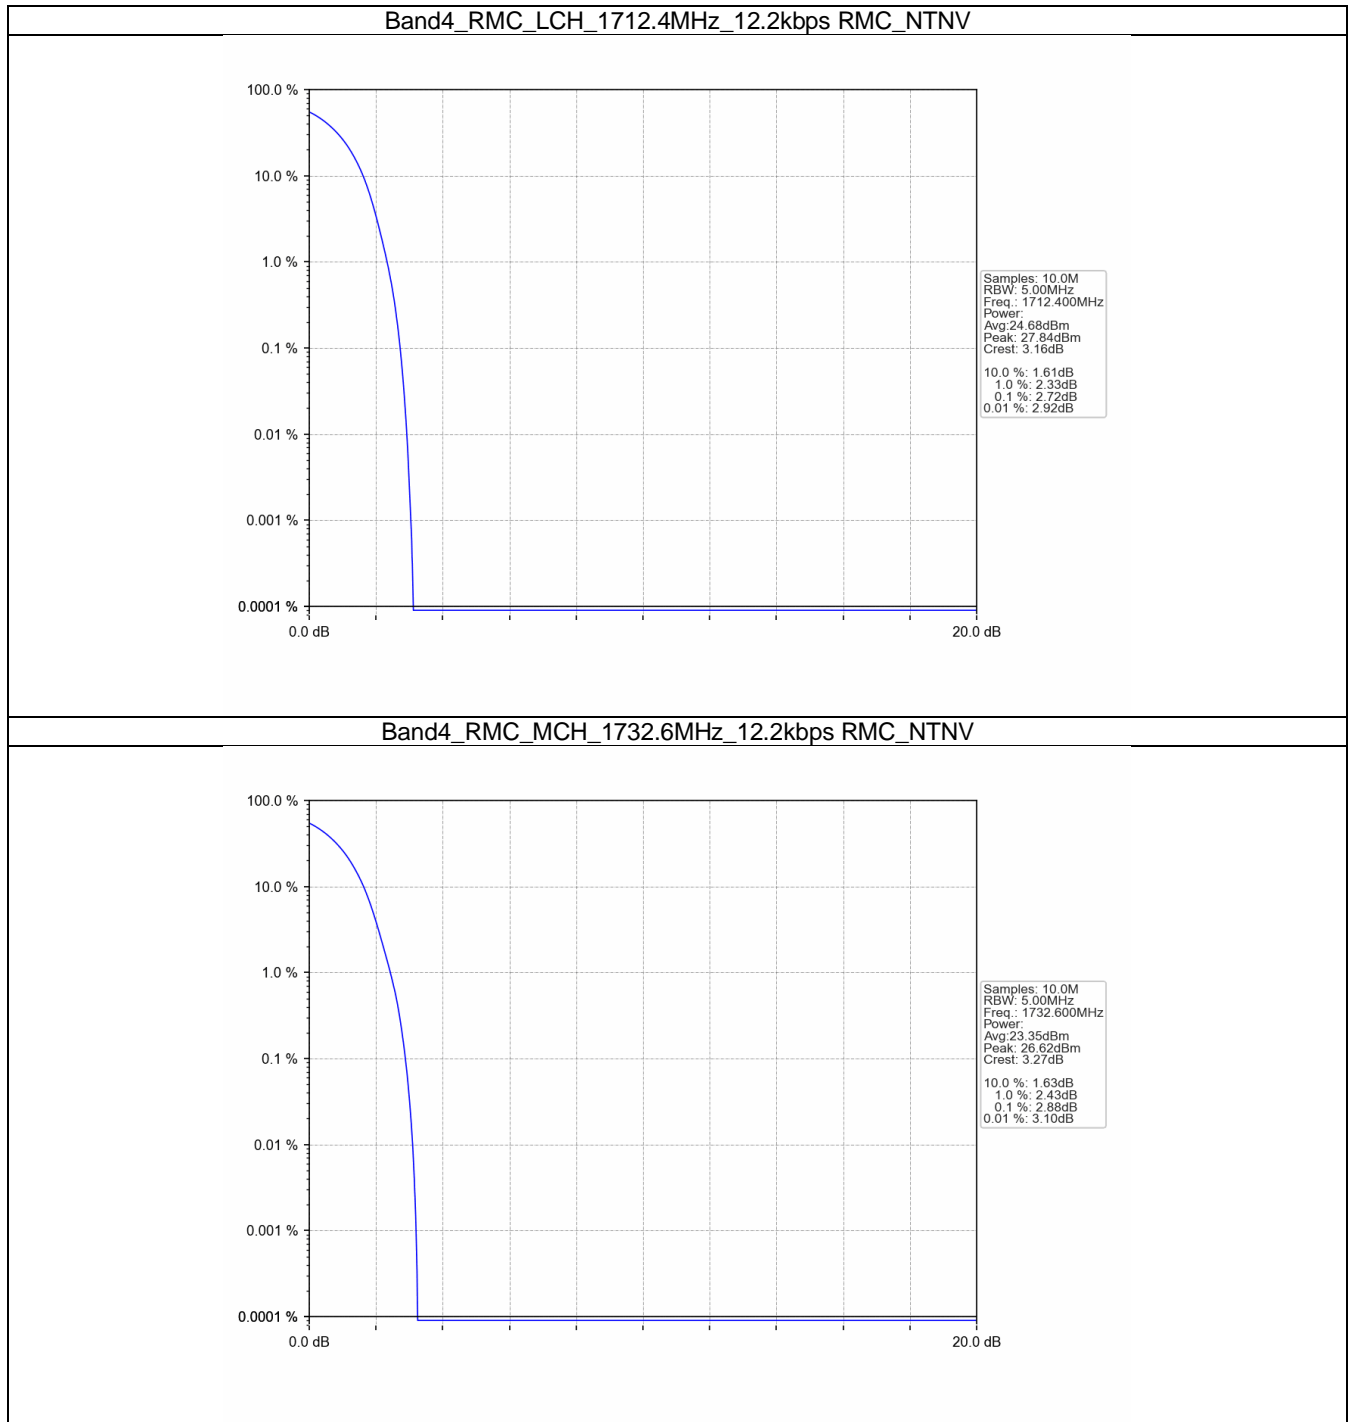 Band4_RMC_LCH_1712.4MHz_12.2kbps RMC_NTNV
100.0 %
10.0 %
1.0 %
0.1 %
0.01 %
0.001 %
0.0001 %
0.0 dB
20.0 dB
Samples: 10.0M
RBW: 5.00MHz
Freq.: 1712.400MHz
Power:
Avg:24.68dBm
Peak: 27.84dBm
Crest: 3.16dB
10.0 %: 1.61dB
1.0 %: 2.33dB
0.1 %: 2.72dB
0.01 %: 2.92dB
Band4_RMC_MCH_1732.6MHz_12.2kbps RMC_NTNV
100.0 %
10.0 %
1.0 %
0.1 %
0.01 %
0.001 %
0.0001 %
0.0 dB
20.0 dB
Samples: 10.0M
RBW: 5.00MHz
Freq.: 1732.600MHz
Power:
Avg:23.35dBm
Peak: 26.62dBm
Crest: 3.27dB
10.0 %: 1.63dB
1.0 %: 2.43dB
0.1 %: 2.88dB
0.01 %: 3.10dB